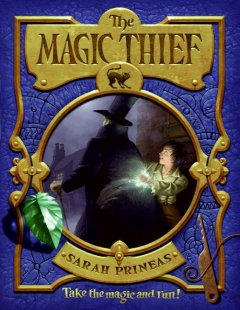 The
MAGIC THIEF
SARAH PRINEAS
Take the magic and run!